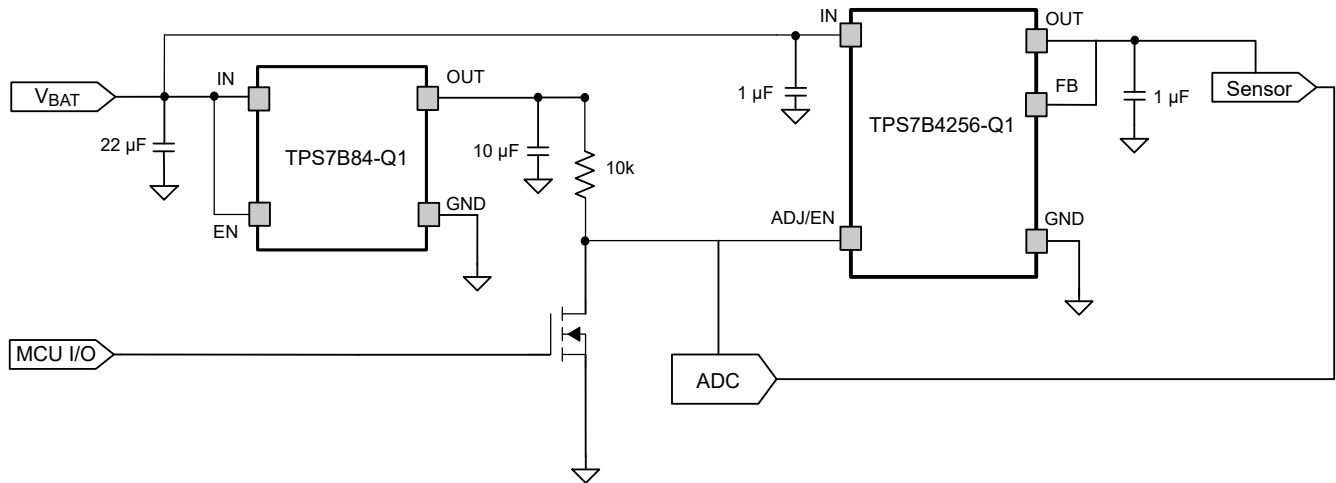 IN
OUT
V_BAT
IN
OUT
FB
Sensor
1 µF
1 µF
TPS7B4256-Q1
22 µF
TPS7B84-Q1
10 µF
10k
EN
GND
ADJ/EN
GND
MCU I/O
ADC